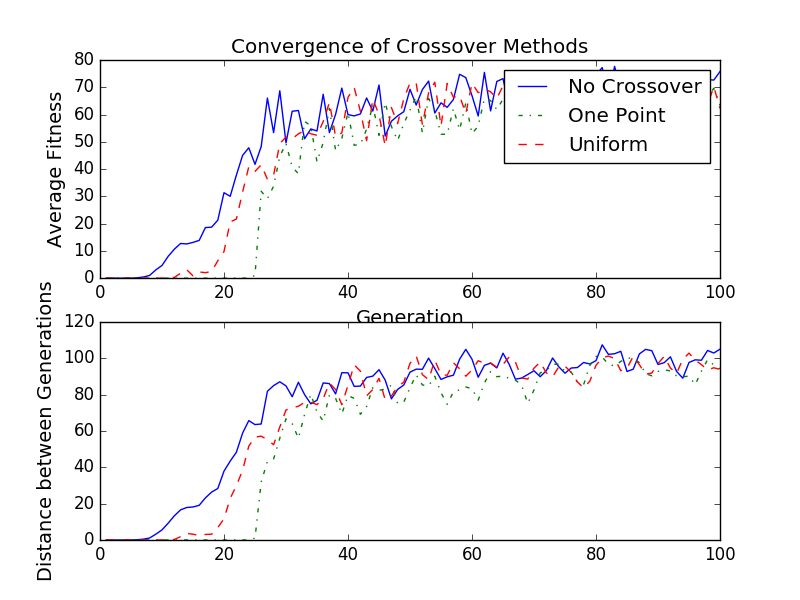 Convergence of Crossover Methods
Average Fitness
80
70
60
50
40
30
20
10
0
No Crossover
One Point
Uniform
0 20 40 60 80 100
Generation
Distance between Generations
120
100
80
60
40
20
0
0 20 40 60 80 100